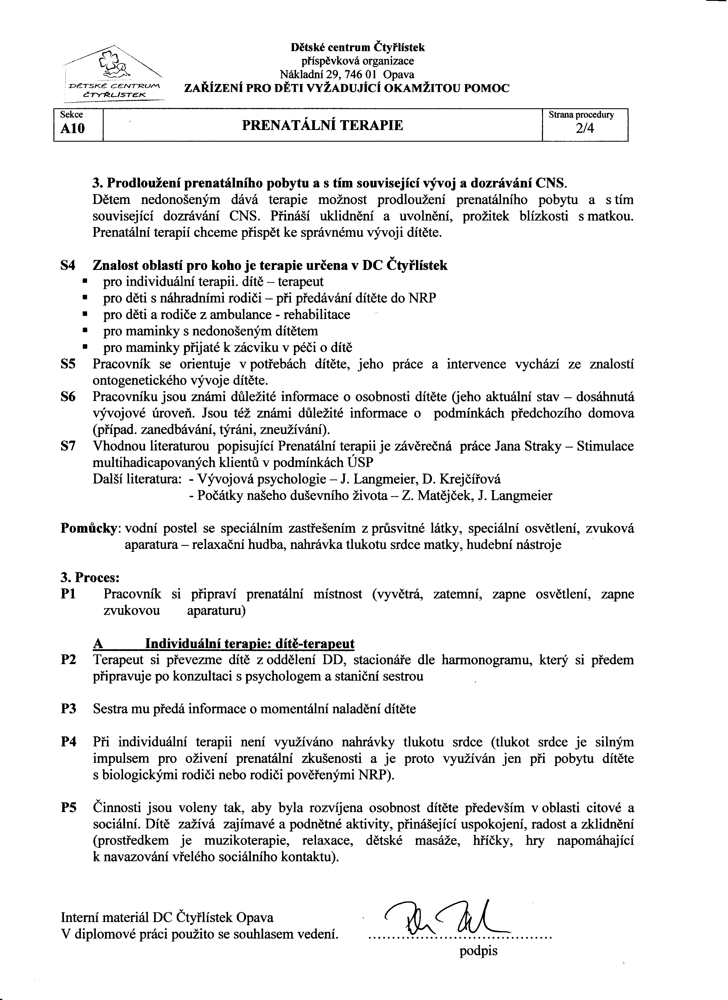 Dětské centrum Čtyřlístek
příspěvková organizace
Nákladní 29, 746 01 Opava
ZAŘÍZENÍ PRO DĚTI VYŽADUJÍCÍ OKAMŽITOU POMOC
DĚTSKÉ CENTRUM
ČTYŘLÍSTEK
Sekce
A10
PRENATÁLNÍ TERAPIE
Strana procedury
2/4
3. Prodloužení prenatálního pobytu a s tím související vývoj a dozrávání CNS.
Dětem nedonošeným dává terapie možnost prodloužení prenatálního pobytu a s tím
související dozrávání CNS. Přináší uklidnění a uvolnění, prožitek blízkosti s matkou.
Prenatální terapií chceme přispět ke správnému vývoji dítěte.
S4 Znalost oblastí pro koho je terapie určena v DC Čtyřlístek
▪ pro individuální terapii. dítě – terapeut
▪ pro děti s náhradními rodiči – při předávání dítěte do NRP
▪ pro děti a rodiče z ambulance - rehabilitace
▪ pro maminky s nedonošeným dítětem
▪ pro maminky přijaté k zácviku v péči o dítě
S5 Pracovník se orientuje v potřebách dítěte, jeho práce a intervence vychází ze znalostí
ontogenetického vývoje dítěte.
S6 Pracovníku jsou známi důležité informace o osobnosti dítěte (jeho aktuální stav – dosáhnutá
vývojové úroveň. Jsou též známi důležité informace o podmínkách předchozího domova
(případ. zanedbávání, týráni, zneužívání).
S7 Vhodnou literaturou popisující Prenatální terapii je závěrečná práce Jana Straky – Stimulace
multihadicapovaných klientů v podmínkách ÚSP
Další literatura: - Vývojová psychologie – J. Langmeier, D. Krejčířová
- Počátky našeho duševního života – Z. Matějček, J. Langmeier
Pomůcky: vodní postel se speciálním zastřešením z průsvitné látky, speciální osvětlení, zvuková
aparatura – relaxační hudba, nahrávka tlukotu srdce matky, hudební nástroje
3. Proces:
P1 Pracovník si připraví prenatální místnost (vyvětrá, zatemní, zapne osvětlení, zapne
zvukovou aparaturu)
A Individuální terapie: dítě-terapeut
P2 Terapeut si převezme dítě z oddělení DD, stacionáře dle harmonogramu, který si předem
připravuje po konzultaci s psychologem a staniční sestrou
P3 Sestra mu předá informace o momentální naladění dítěte
P4 Při individuální terapii není využíváno nahrávky tlukotu srdce (tlukot srdce je silným
impulsem pro oživení prenatální zkušenosti a je proto využíván jen při pobytu dítěte
s biologickými rodiči nebo rodiči pověřenými NRP).
P5 Činnosti jsou voleny tak, aby byla rozvíjena osobnost dítěte především v oblasti citové a
sociální. Dítě zažívá zajímavé a podnětné aktivity, přinášející uspokojení, radost a zklidnění
(prostředkem je muzikoterapie, relaxace, dětské masáže, hříčky, hry napomáhající
k navazování vřelého sociálního kontaktu).
Interní materiál DC Čtyřlístek Opava
V diplomové práci použito se souhlasem vedení. ......................................
podpis